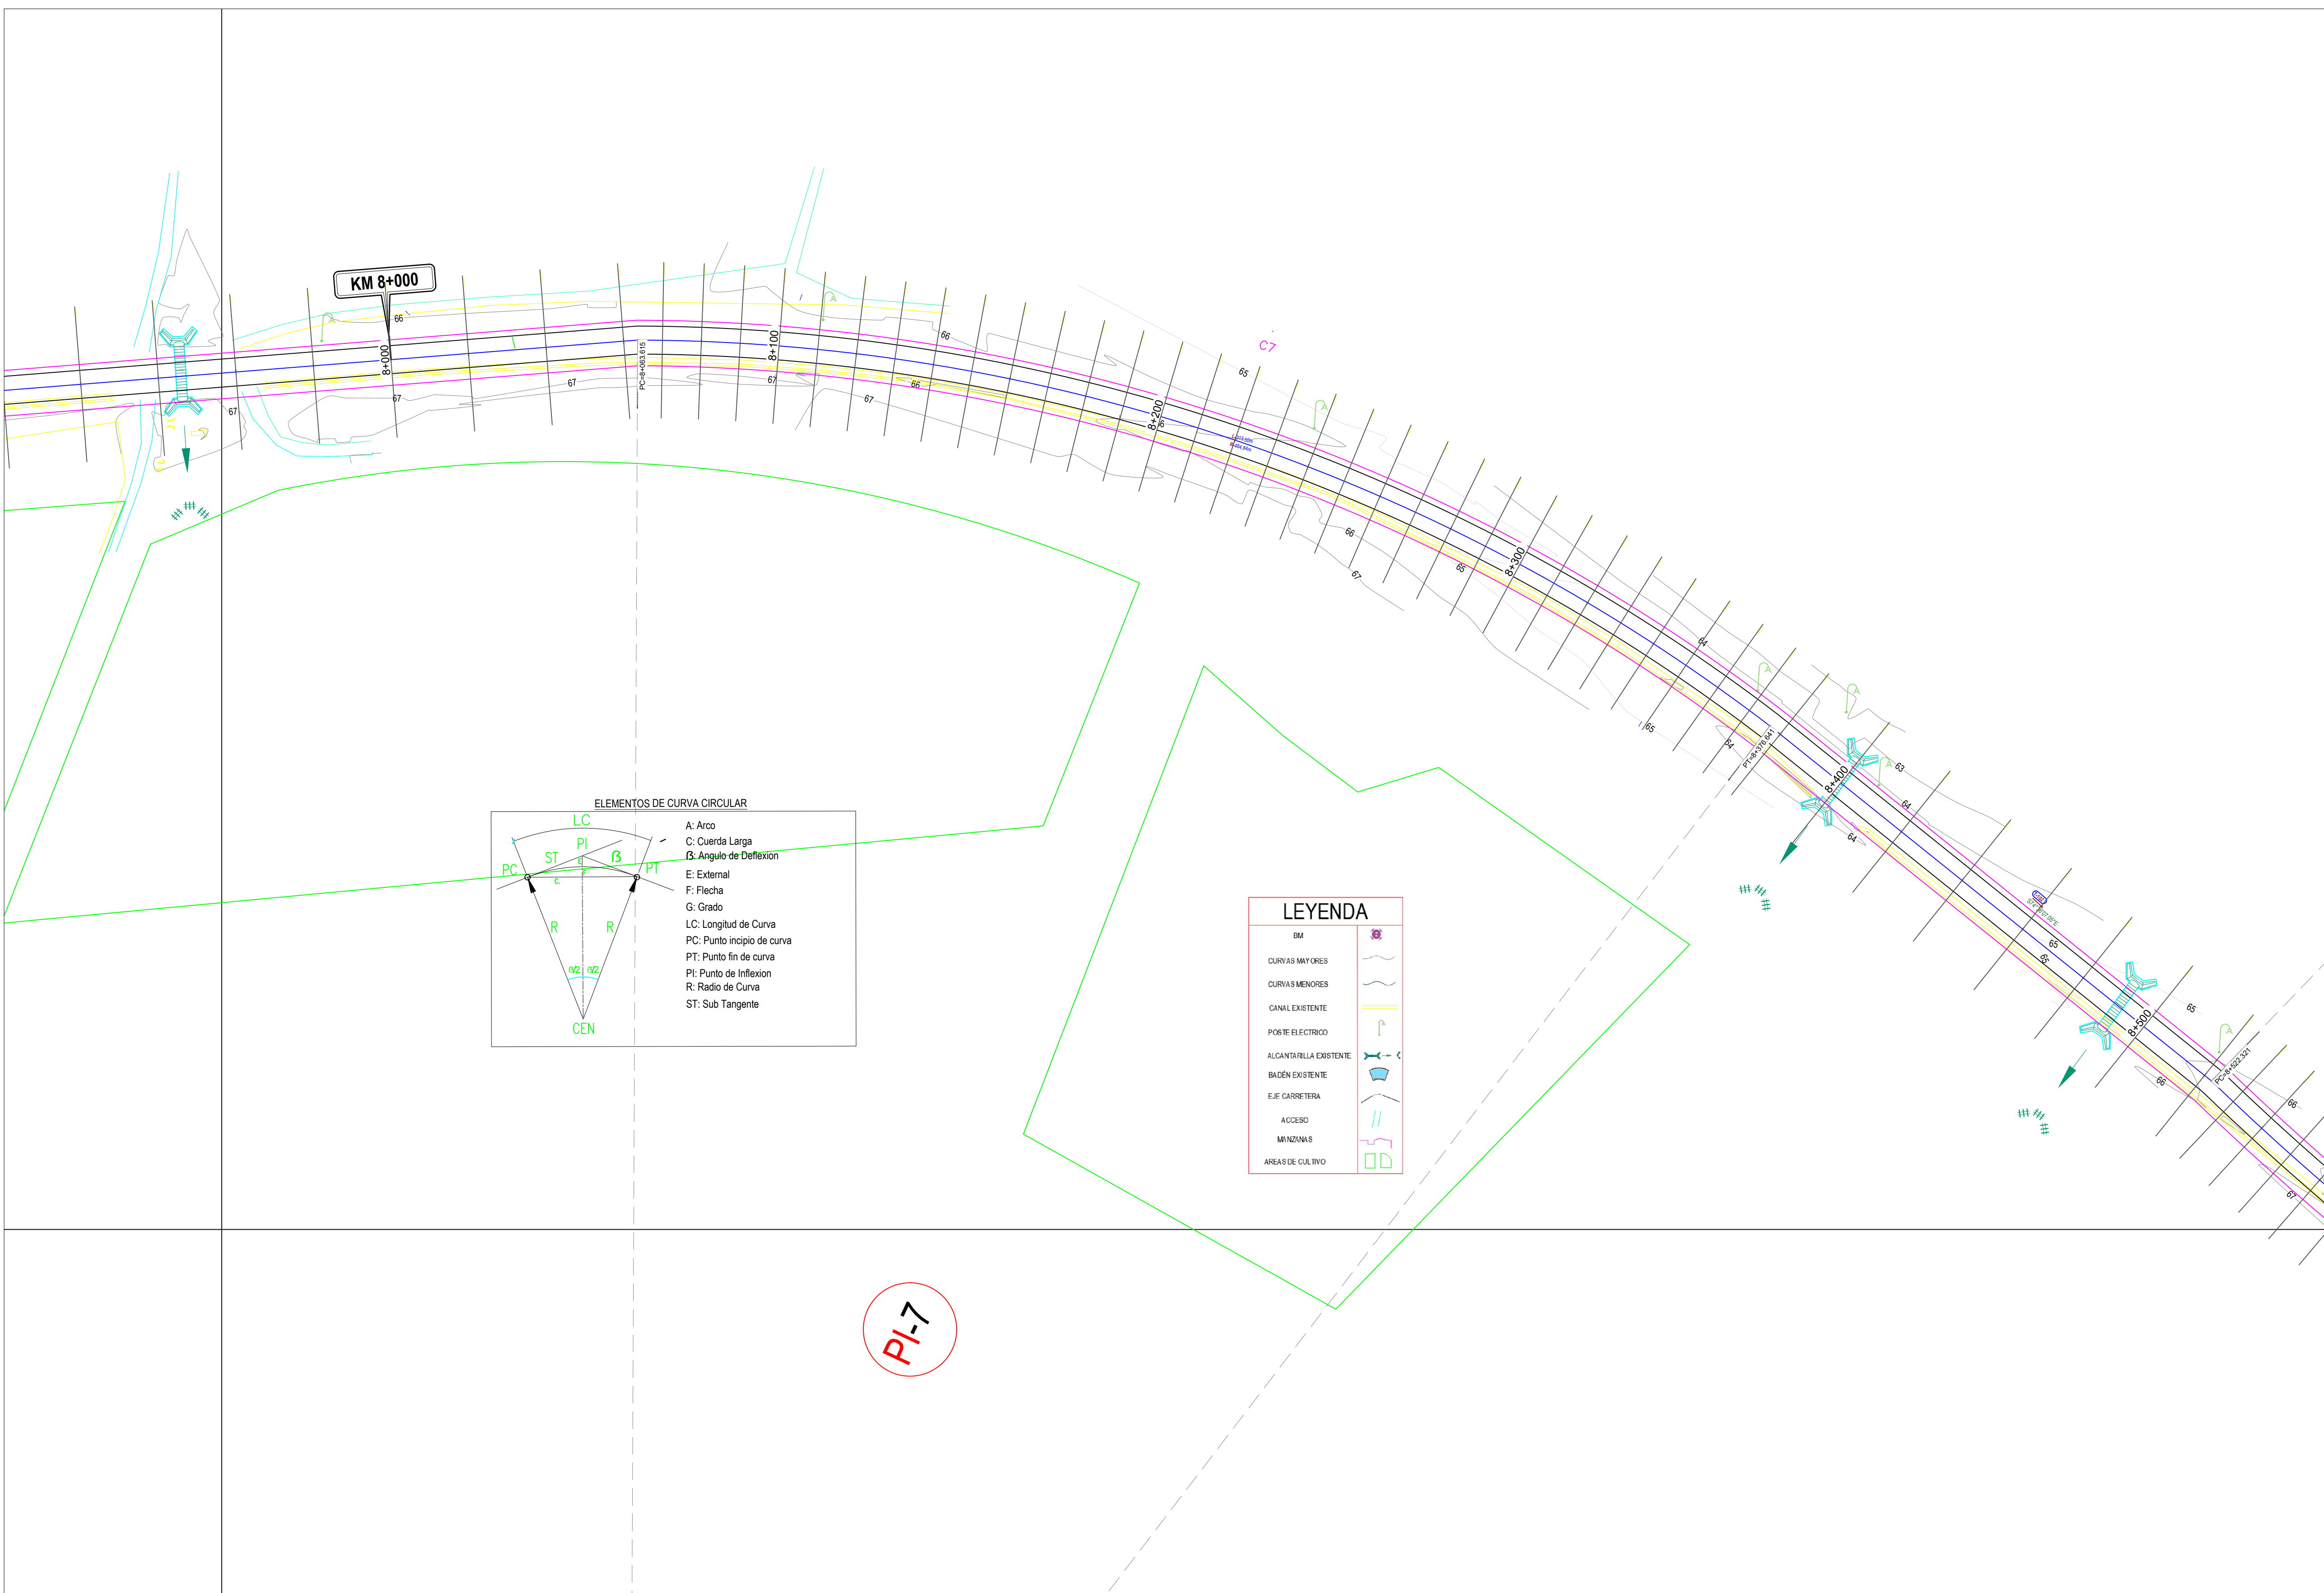 KM 8+000
8+000
66
67
67
67
PC=8+063.615
8+100
67
67
66
66
C7
65
8+200
66
67
65
8+300
64
65
64
PT=8+376.641
8+400
63
64
64
65
65
8+500
65
66
PC=8+522.321
66
67
ELEMENTOS DE CURVA CIRCULAR
LC
PI
ST
E
ß
PC
PT
F
C
R
R
ß/2
ß/2
CEN
A: Arco
C: Cuerda Larga
ß: Angulo de Deflexion
E: External
F: Flecha
G: Grado
LC: Longitud de Curva
PC: Punto incipio de curva
PT: Punto fin de curva
PI: Punto de Inflexion
R: Radio de Curva
ST: Sub Tangente
LEYENDA
BM
CURVAS MAYORES
CURVAS MENORES
CANAL EXISTENTE
POSTE ELECTRICO
ALCANTARILLA EXISTENTE
BADÉN EXISTENTE
EJE CARRETERA
ACCESO
MANZANAS
AREAS DE CULTIVO
PI-7